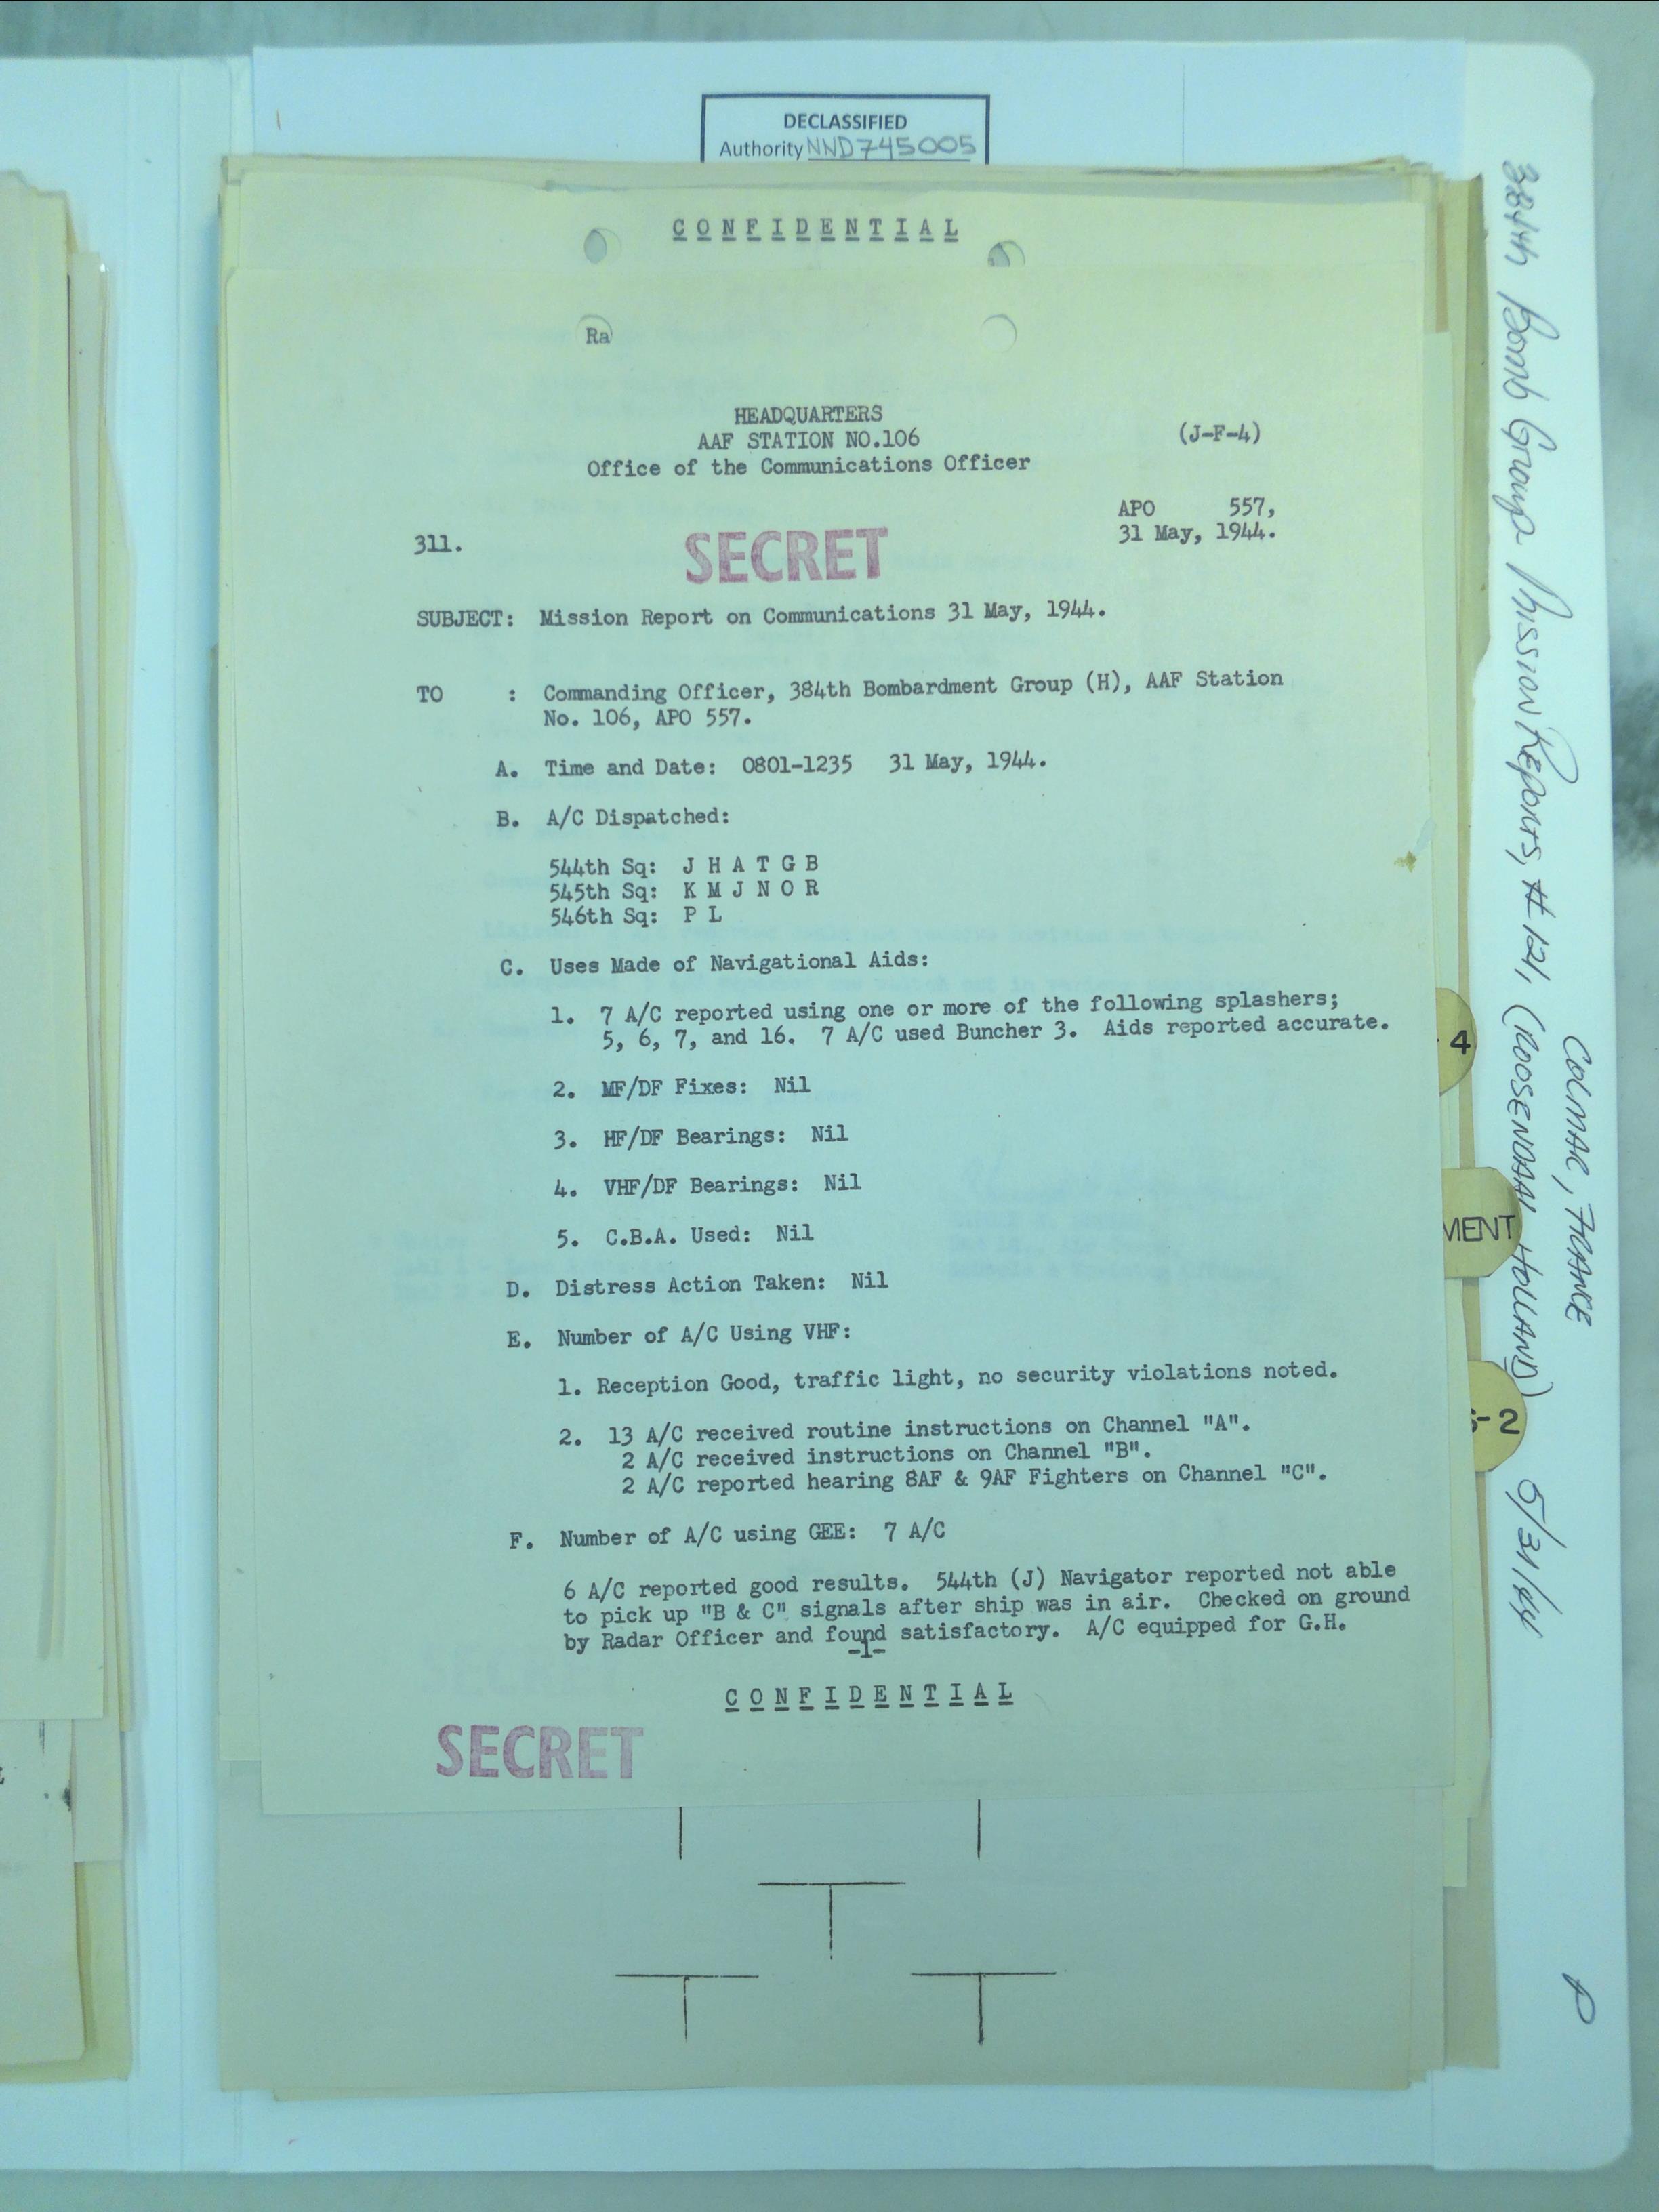 DECLASSIFIED
Authority NND745005
CONFIDENTIAL
Ra
HEADQUARTERS
AAF STATION NO.106
(J-F-4)
Office of the Communications Officer
APO 557,
31 May, 1944.
311.
SECRET
SUBJECT: Mission Report on Communications 31 May, 1944.
TO : Commanding Officer, 384th Bombardment Group (H), AAF Station
No. 106, APO 557.
A. Time and Date: 0801-1235 31 May, 1944.
B. A/C Dispatched:
544th Sq: J H A T G B
545th Sq: K M J N O R
546th Sq: P L
C. Uses Made of Navigational Aids:
1. 7 A/C reported using one or more of the following splashers;
5, 6, 7, and 16. 7 A/C used Buncher 3. Aids reported accurate.
2. MF/DF Fixes: Nil
3. HF/DF Bearings: Nil
4. VHF/DF Bearings: Nil
5. C.B.A. Used: Nil
D. Distress Action Taken: Nil
E. Number of A/C Using VHF:
1. Reception Good, traffic light, no security violations noted.
2. 13 A/C received routine instructions on Channel "A".
2 A/C received instructions on Channel "B".
2 A/C reported hearing 8AF & 9AF Fighters on Channel "C".
F. Number of A/C using GEE: 7 A/C
6 A/C reported good results. 544th (J) Navigator reported not able
to pick up "B & C" signals after ship was in air. Checked on ground
by Radar Officer and found satisfactory. A/C equipped for G.H.
-1-
CONFIDENTIAL
SECRET
4
MENT
S-2
384th Bomb Group Mission Reports, #121, (ROOSENDAAL HOLLAND) 5/31/44
COLMAR, FRANCE
P